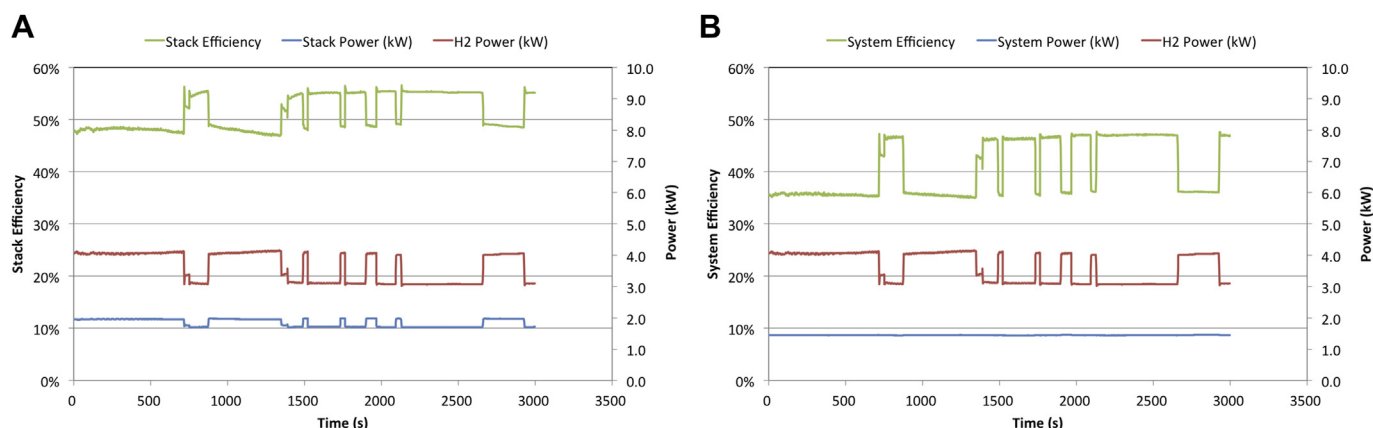 A
Stack Efficiency Stack Power (kW) H2 Power (kW)
60% 10.0
9.0
50% 8.0
7.0
40% 6.0
30% 5.0
4.0
20% 3.0
2.0
10% 1.0
0% 0.0
Stack Efficiency
Power (kW)
0 500 1000 1500 2000 2500 3000 3500
Time (s)
B
System Efficiency System Power (kW) H2 Power (kW)
60% 10.0
9.0
50% 8.0
7.0
40% 6.0
30% 5.0
4.0
20% 3.0
2.0
10% 1.0
0% 0.0
System Efficiency
Power (kW)
0 500 1000 1500 2000 2500 3000 3500
Time (s)